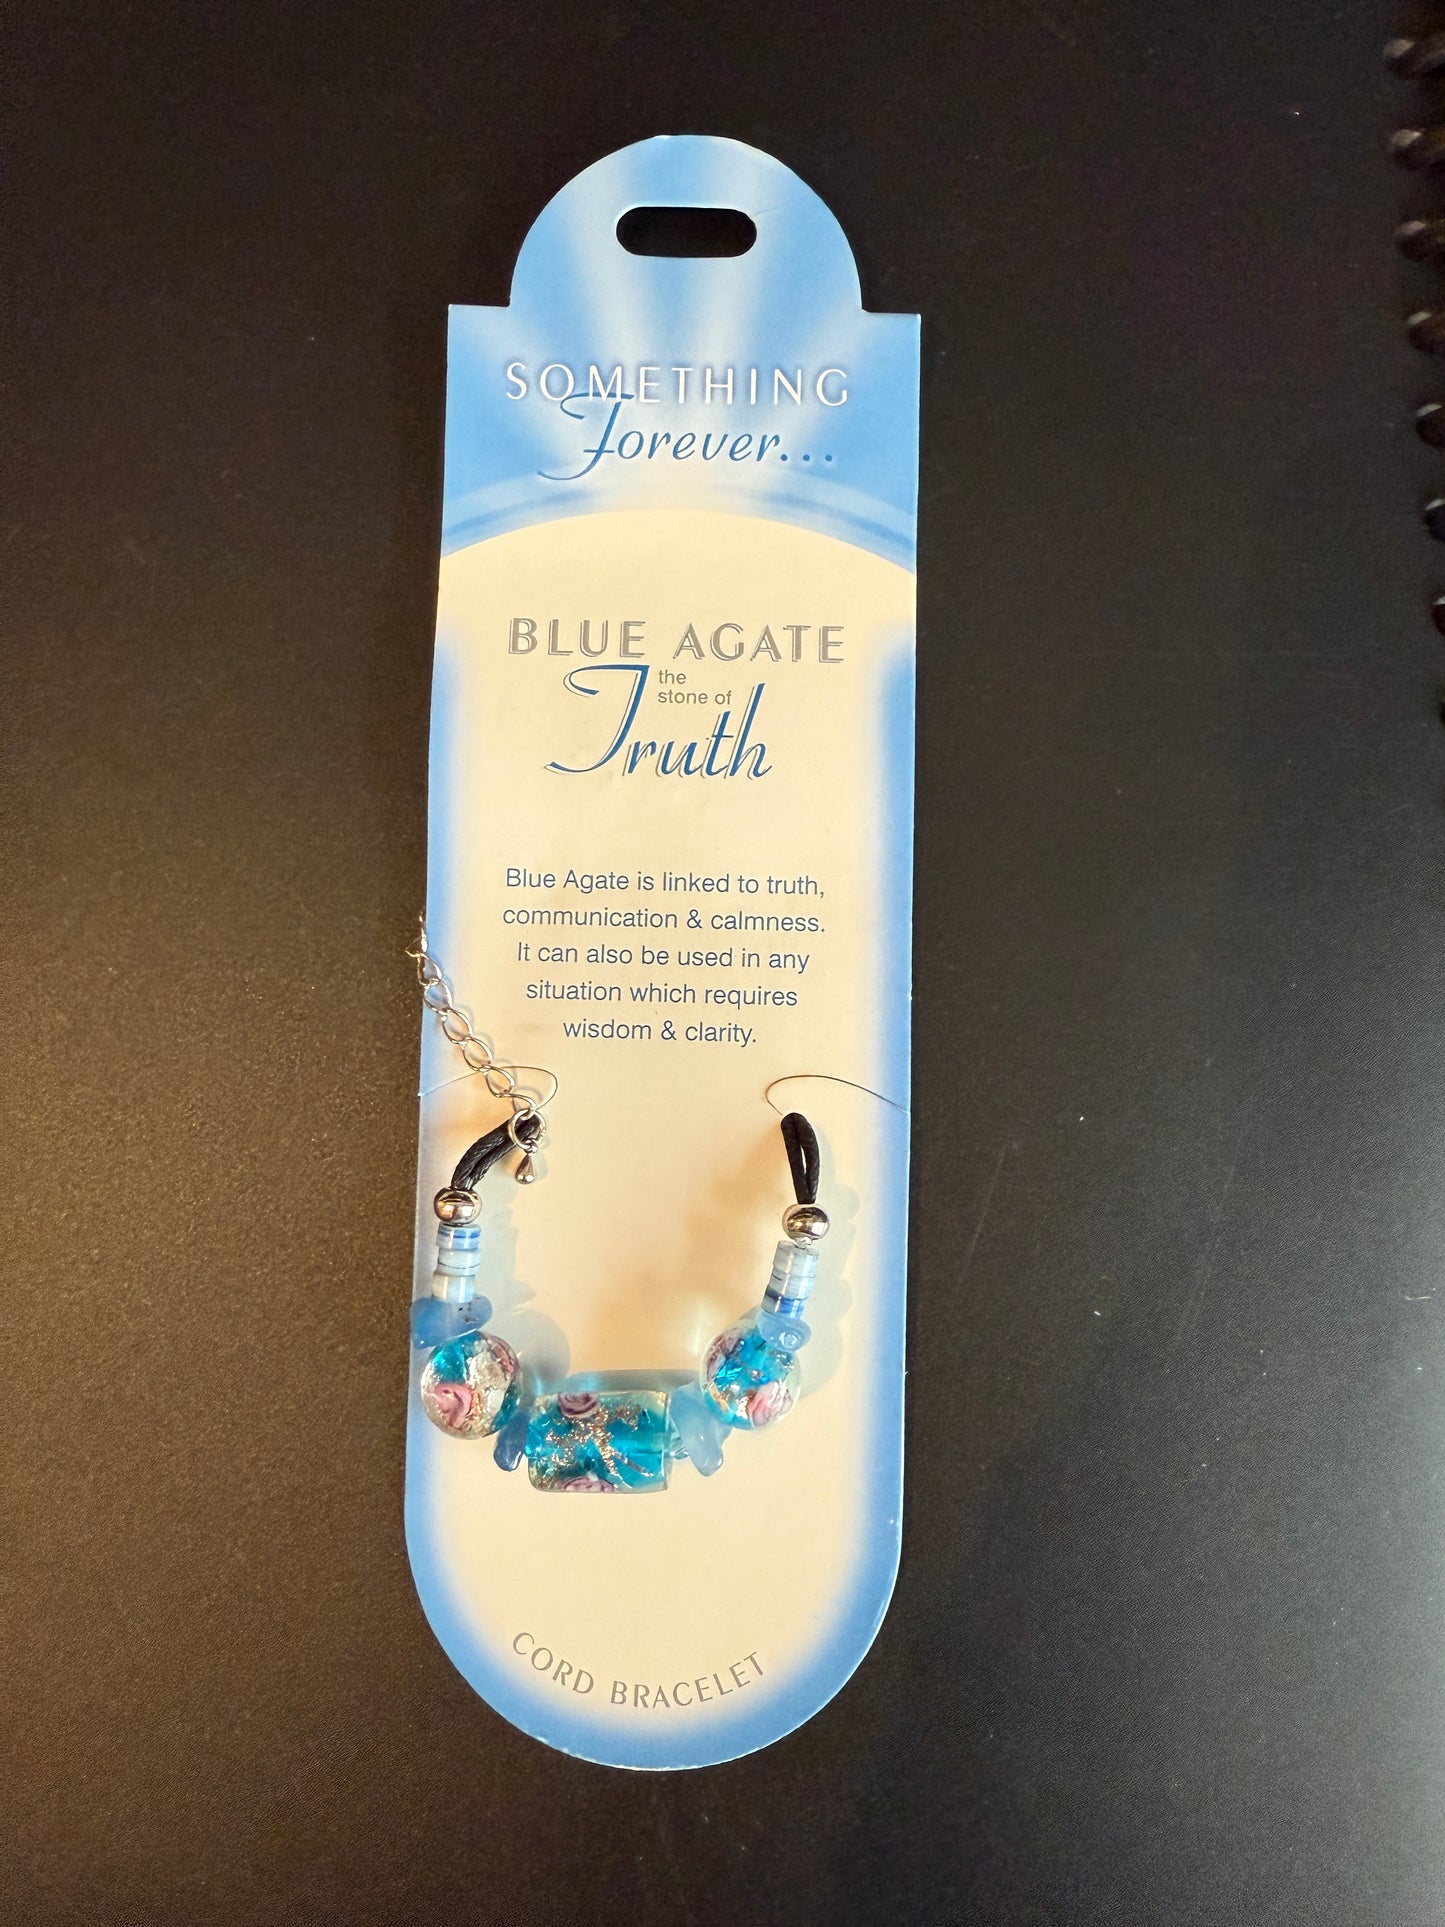 SOMETHING
Forever...
BLUE AGATE
the
stone of
Truth
Blue Agate is linked to truth,
communication & calmness.
It can also be used in any
situation which requires
wisdom & clarity.
CORD BRACELET